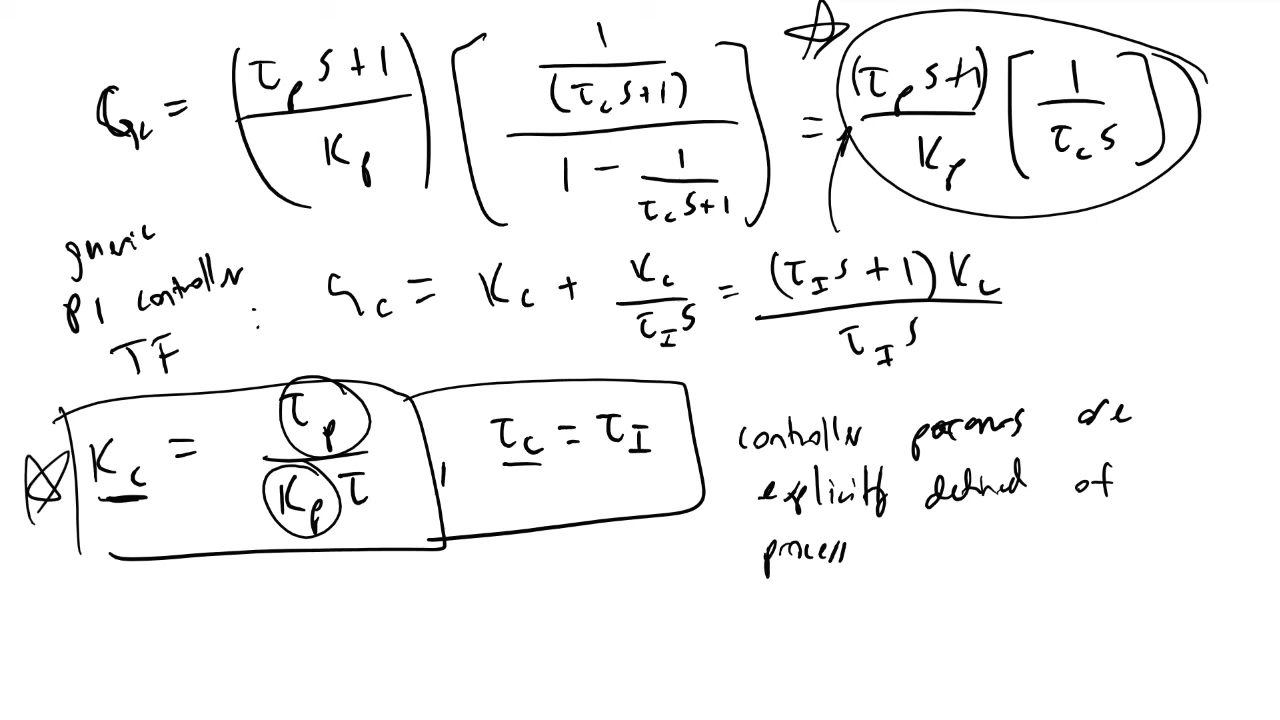 ☆
G_c = ((τ_p s+1) / K_p) [ (1 / (τ_c s+1)) / (1 − 1 / (τ_c s+1)) ] = ((τ_p s+1) / K_p) [ 1 / (τ_c s) ]
generic
PI controller
TF :
G_c = K_c + K_c / (τ_I s) = (τ_I s + 1) K_c / (τ_I s)
☆ K_c = τ_p / (K_p τ) , τ_c = τ_I
controller params are
explicitly defined of
process